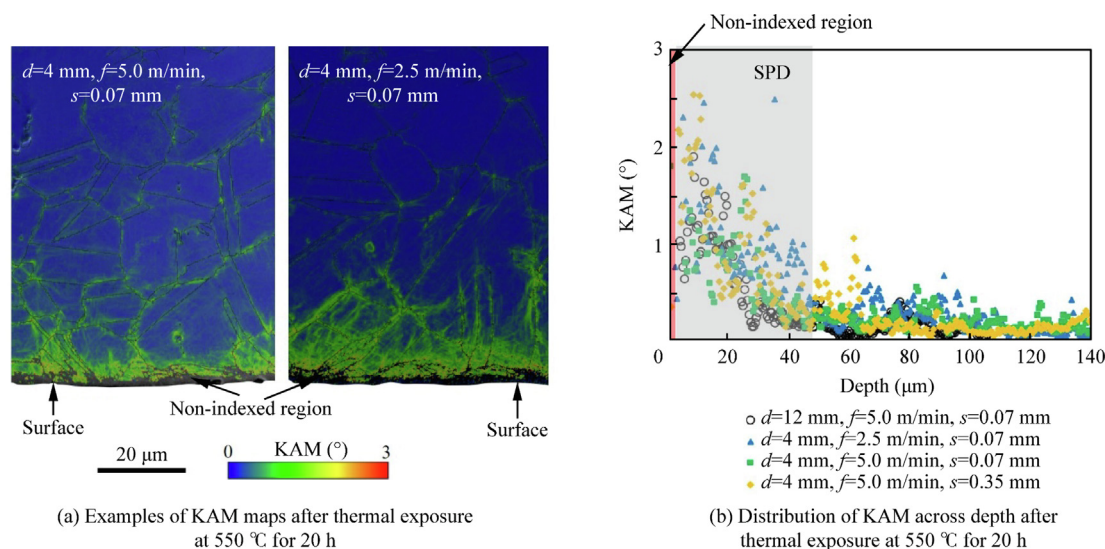 d=4 mm, f=5.0 m/min,
s=0.07 mm
d=4 mm, f=2.5 m/min,
s=0.07 mm
Surface
Non-indexed region
Surface
20 μm
0
KAM (°)
3
(a) Examples of KAM maps after thermal exposure
at 550 ℃ for 20 h
Non-indexed region
3
SPD
2
KAM (°)
1
0 20 40 60 80 100 120 140
Depth (μm)
d=12 mm, f=5.0 m/min, s=0.07 mm
d=4 mm, f=2.5 m/min, s=0.07 mm
d=4 mm, f=5.0 m/min, s=0.07 mm
d=4 mm, f=5.0 m/min, s=0.35 mm
(b) Distribution of KAM across depth after
thermal exposure at 550 ℃ for 20 h